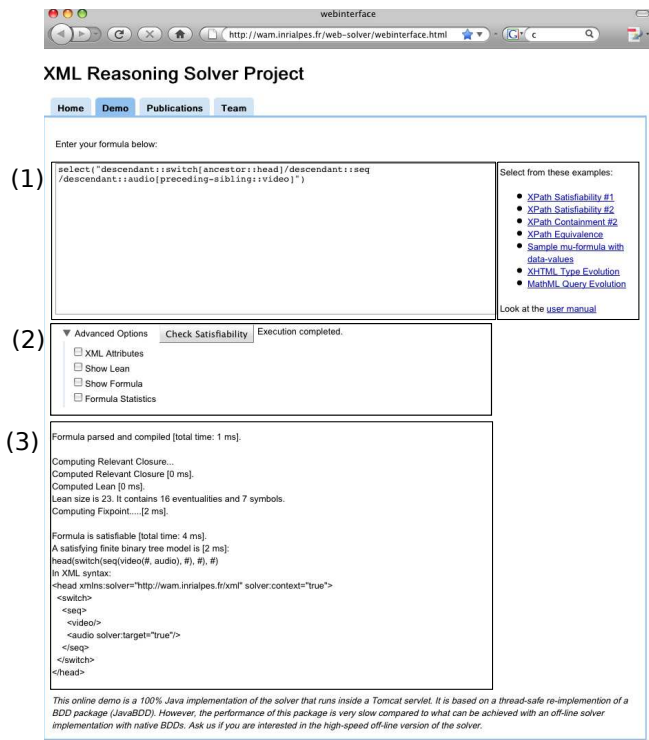 webinterface
http://wam.inrialpes.fr/web-solver/webinterface.html
G c
XML Reasoning Solver Project
Home Demo Publications Team
Enter your formula below:
(1)
select("descendant::switch[ancestor::head]/descendant::seq
/descendant::audio[preceding-sibling::video]")
Select from these examples:
XPath Satisfiability #1
XPath Satisfiability #2
XPath Containment #2
XPath Equivalence
Sample mu-formula with
data-values
XHTML Type Evolution
MathML Query Evolution
Look at the user manual
(2)
Advanced Options Check Satisfiability Execution completed.
XML Attributes
Show Lean
Show Formula
Formula Statistics
(3)
Formula parsed and compiled [total time: 1 ms].
Computing Relevant Closure...
Computed Relevant Closure [0 ms].
Computed Lean [0 ms].
Lean size is 23. It contains 16 eventualities and 7 symbols.
Computing Fixpoint.....[2 ms].
Formula is satisfiable [total time: 4 ms].
A satisfying finite binary tree model is [2 ms]:
head(switch(seq(video(#, audio), #), #), #)
In XML syntax:
<head xmlns:solver="http://wam.inrialpes.fr/xml" solver:context="true">
<switch>
<seq>
<video/>
<audio solver:target="true"/>
</seq>
</switch>
</head>
This online demo is a 100% Java implementation of the solver that runs inside a Tomcat servlet. It is based on a thread-safe re-implemention of a
BDD package (JavaBDD). However, the performance of this package is very slow compared to what can be achieved with an off-line solver
implementation with native BDDs. Ask us if you are interested in the high-speed off-line version of the solver.